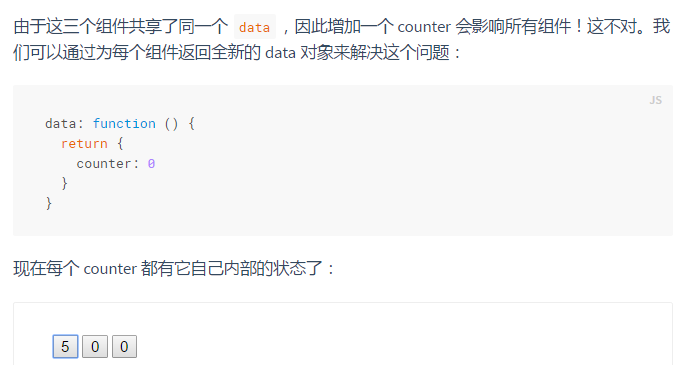 由于这三个组件共享了同一个 data ，因此增加一个 counter 会影响所有组件！这不对。我
们可以通过为每个组件返回全新的 data 对象来解决这个问题：
JS
data: function () {
  return {
    counter: 0
  }
}
现在每个 counter 都有它自己内部的状态了：
5 0 0